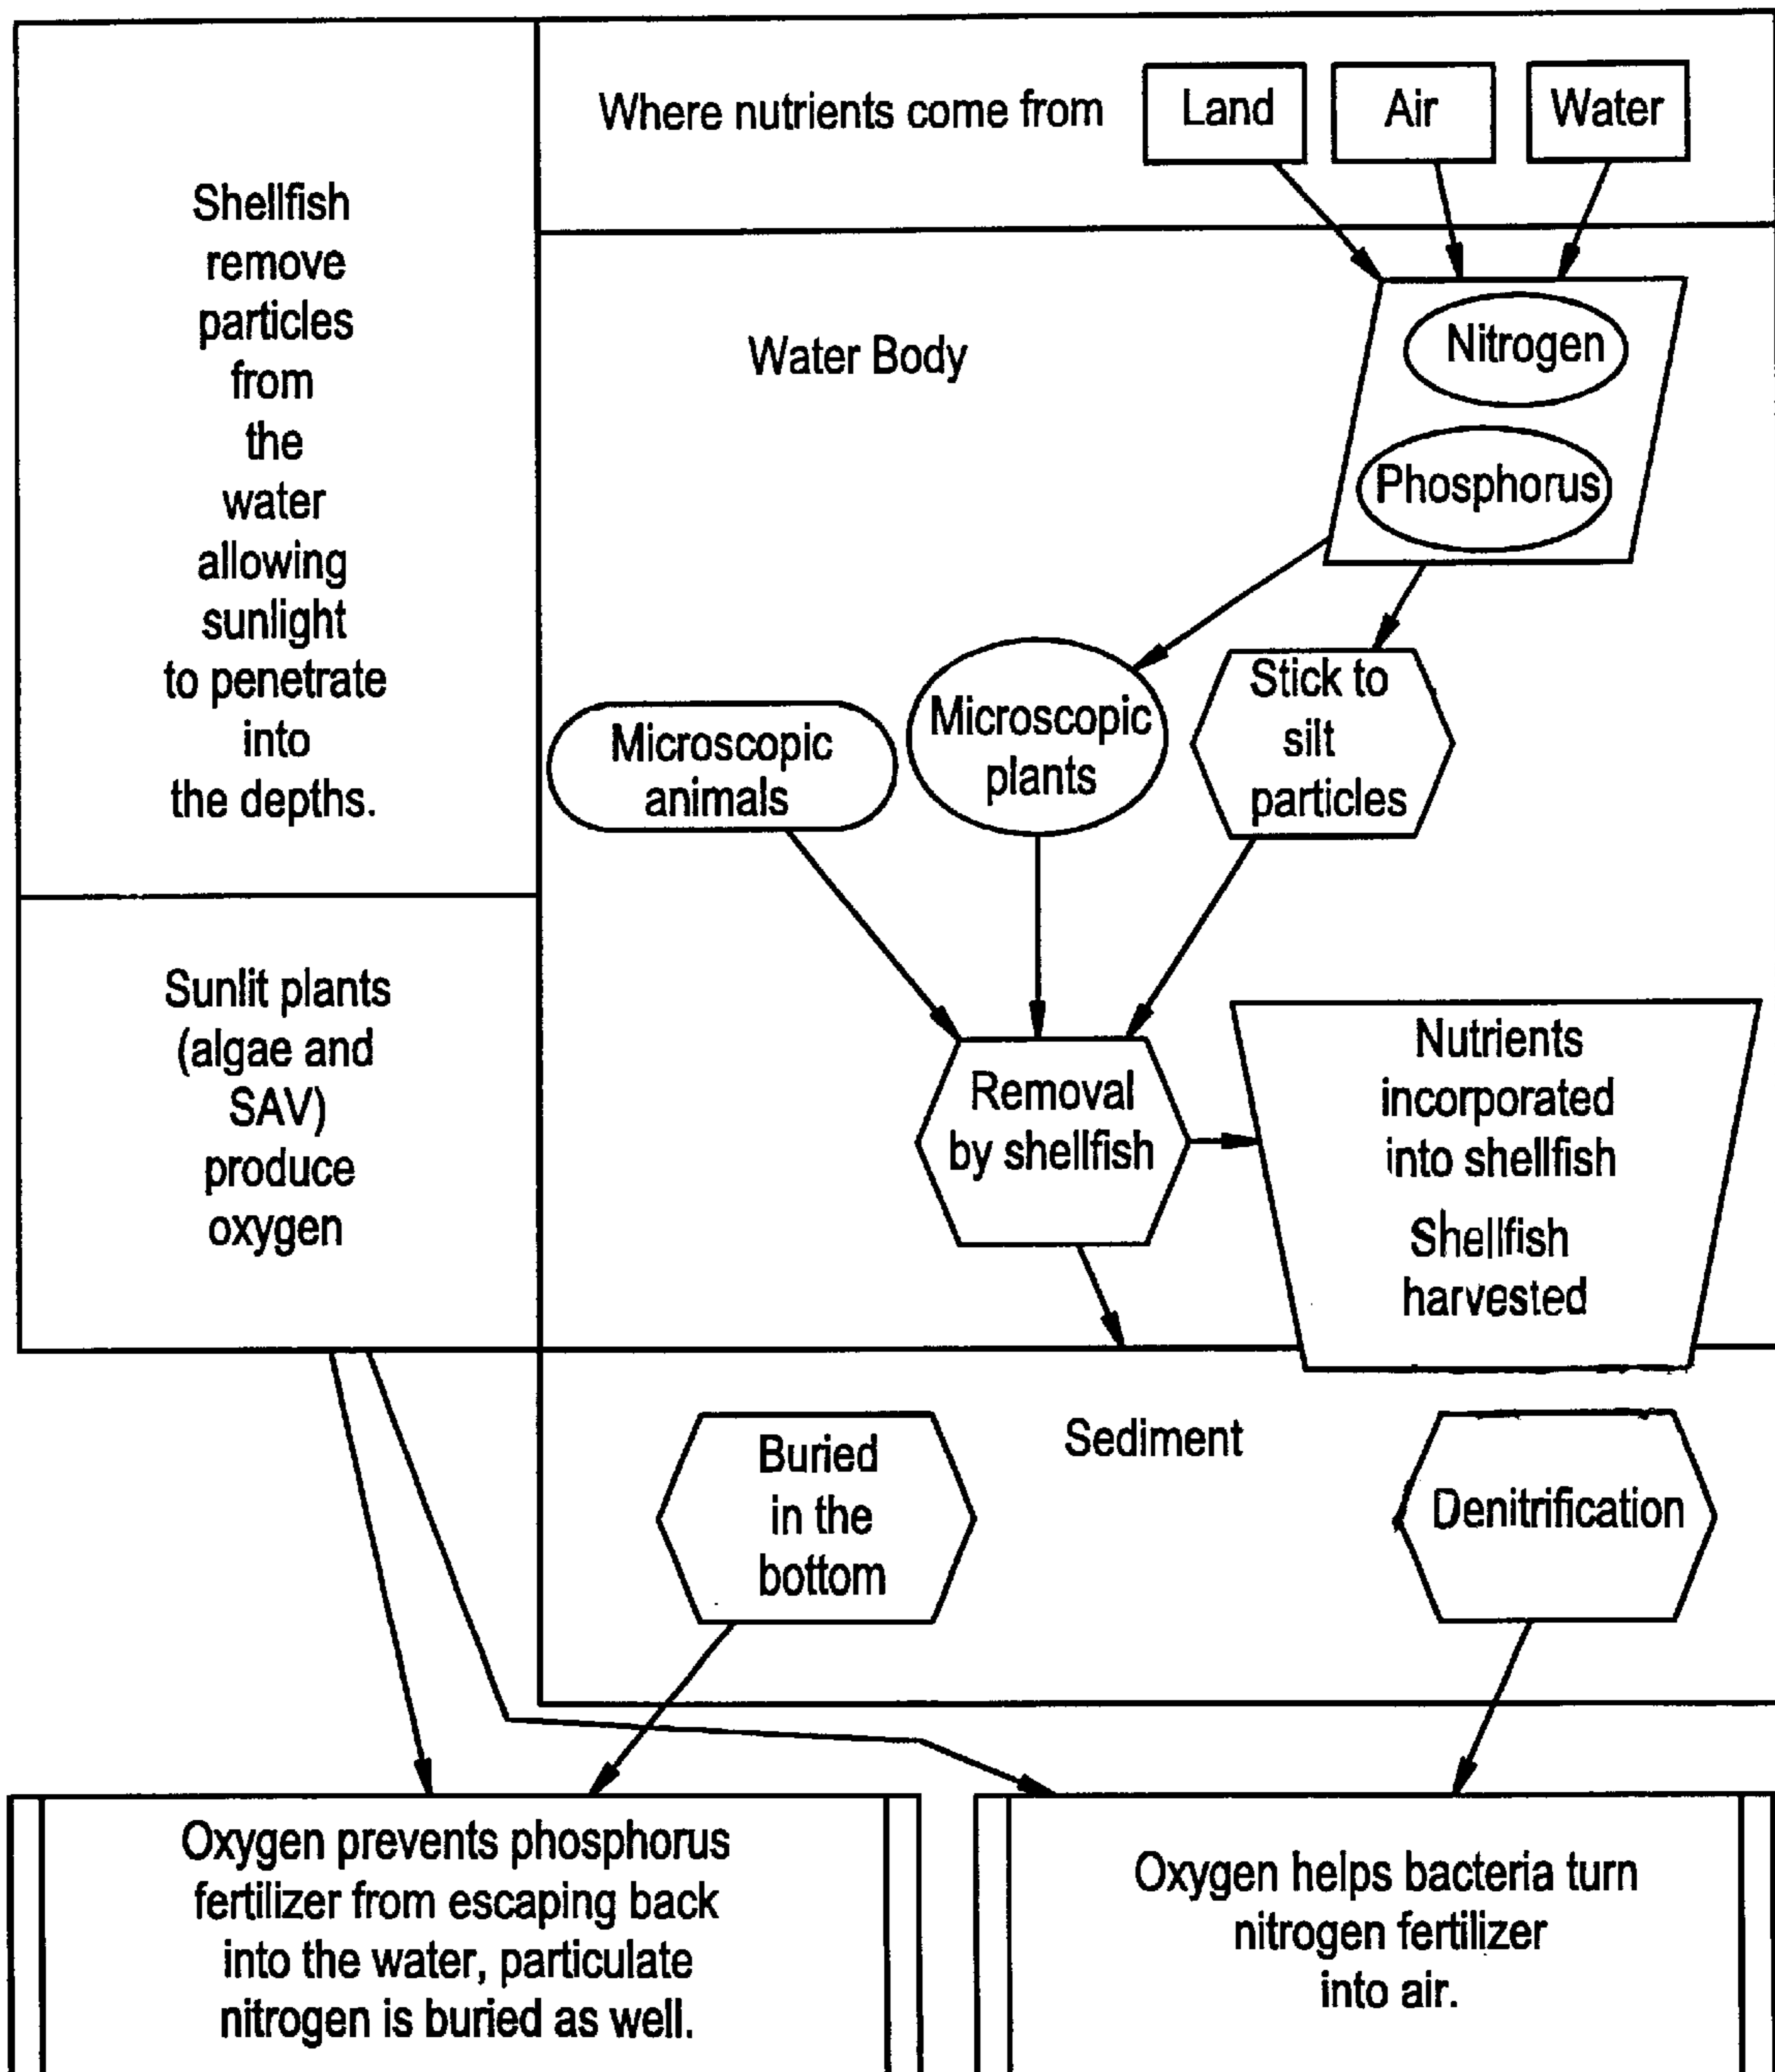 Where nutrients come from
Land
Air
Water
Shellfish
remove
particles
from
the
water
allowing
sunlight
to penetrate
into
the depths.
Water Body
Nitrogen
Phosphorus
Microscopic
animals
Microscopic
plants
Stick to
silt
particles
Sunlit plants
(algae and
SAV)
produce
oxygen
Removal
by shellfish
Nutrients
incorporated
into shellfish
Shellfish
harvested
Sediment
Buried
in the
bottom
Denitrification
Oxygen prevents phosphorus
fertilizer from escaping back
into the water, particulate
nitrogen is buried as well.
Oxygen helps bacteria turn
nitrogen fertilizer
into air.